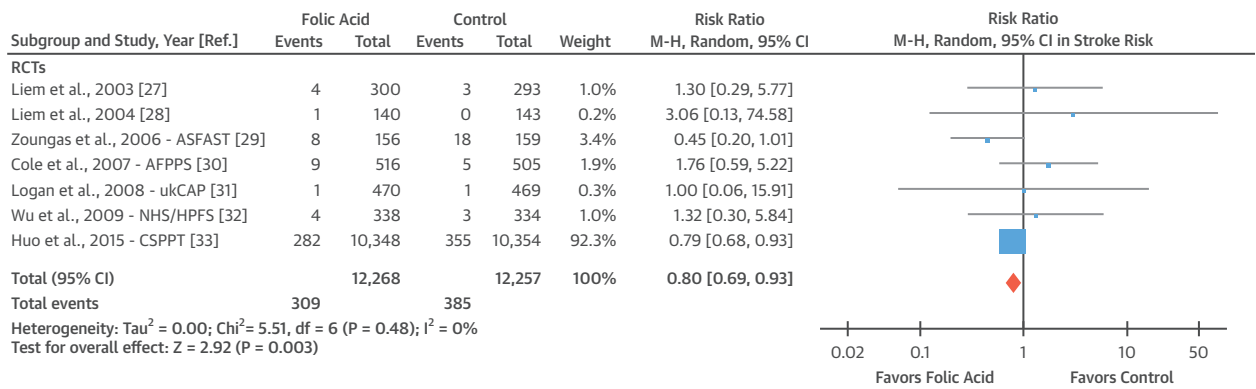 Folic Acid Control Risk Ratio Risk Ratio
Subgroup and Study, Year [Ref.] Events Total Events Total Weight M-H, Random, 95% CI M-H, Random, 95% CI in Stroke Risk
RCTs
Liem et al., 2003 [27] 4 300 3 293 1.0% 1.30 [0.29, 5.77]
Liem et al., 2004 [28] 1 140 0 143 0.2% 3.06 [0.13, 74.58]
Zoungas et al., 2006 - ASFAST [29] 8 156 18 159 3.4% 0.45 [0.20, 1.01]
Cole et al., 2007 - AFPPS [30] 9 516 5 505 1.9% 1.76 [0.59, 5.22]
Logan et al., 2008 - ukCAP [31] 1 470 1 469 0.3% 1.00 [0.06, 15.91]
Wu et al., 2009 - NHS/HPFS [32] 4 338 3 334 1.0% 1.32 [0.30, 5.84]
Huo et al., 2015 - CSPPT [33] 282 10,348 355 10,354 92.3% 0.79 [0.68, 0.93]
Total (95% CI) 12,268 12,257 100% 0.80 [0.69, 0.93]
Total events 309 385
Heterogeneity: Tau² = 0.00; Chi²= 5.51, df = 6 (P = 0.48); I² = 0%
Test for overall effect: Z = 2.92 (P = 0.003)
0.02 0.1 1 10 50
Favors Folic Acid Favors Control